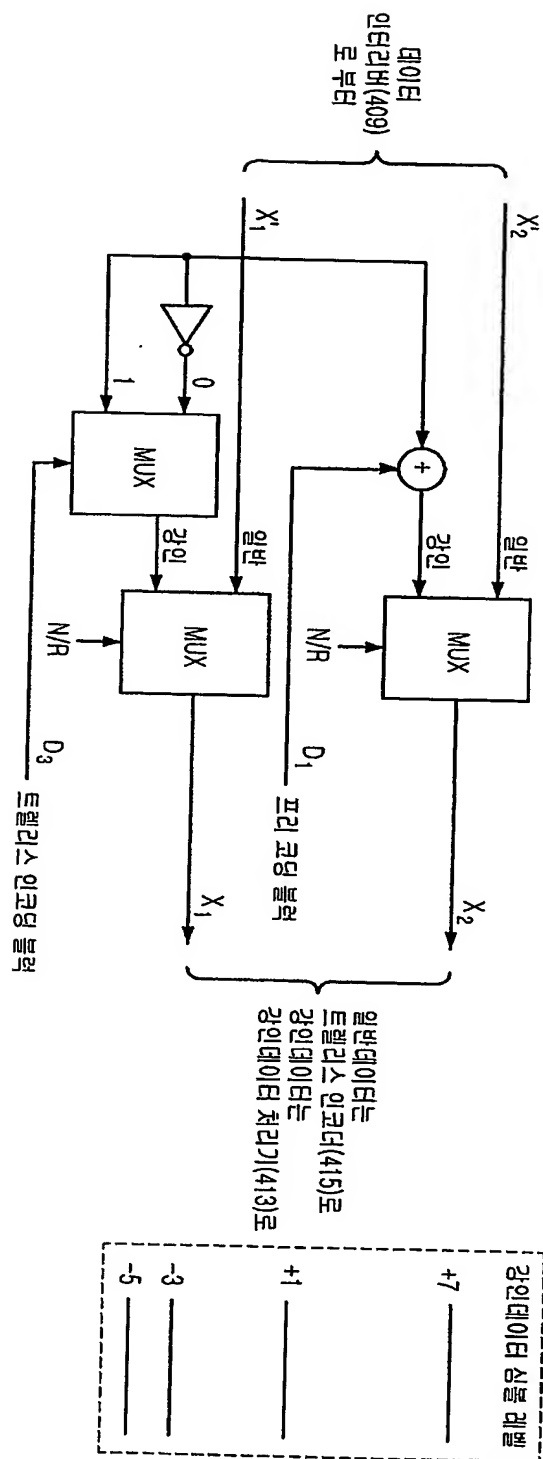 데이터
인터리버(409)
로 부터
X'₂
X'₁
일반
강인
MUX
N/R
X₂
D₁
프리 코딩 블럭
일반
강인
MUX
N/R
X₁
0
1
MUX
D₃
트렐리스 인코딩 블럭
일반데이터는
트렐리스 인코더(415)로
강인데이터는
강인데이터 처리기(413)로
강인데이터 심볼 레벨
+7
+1
-3
-5
+